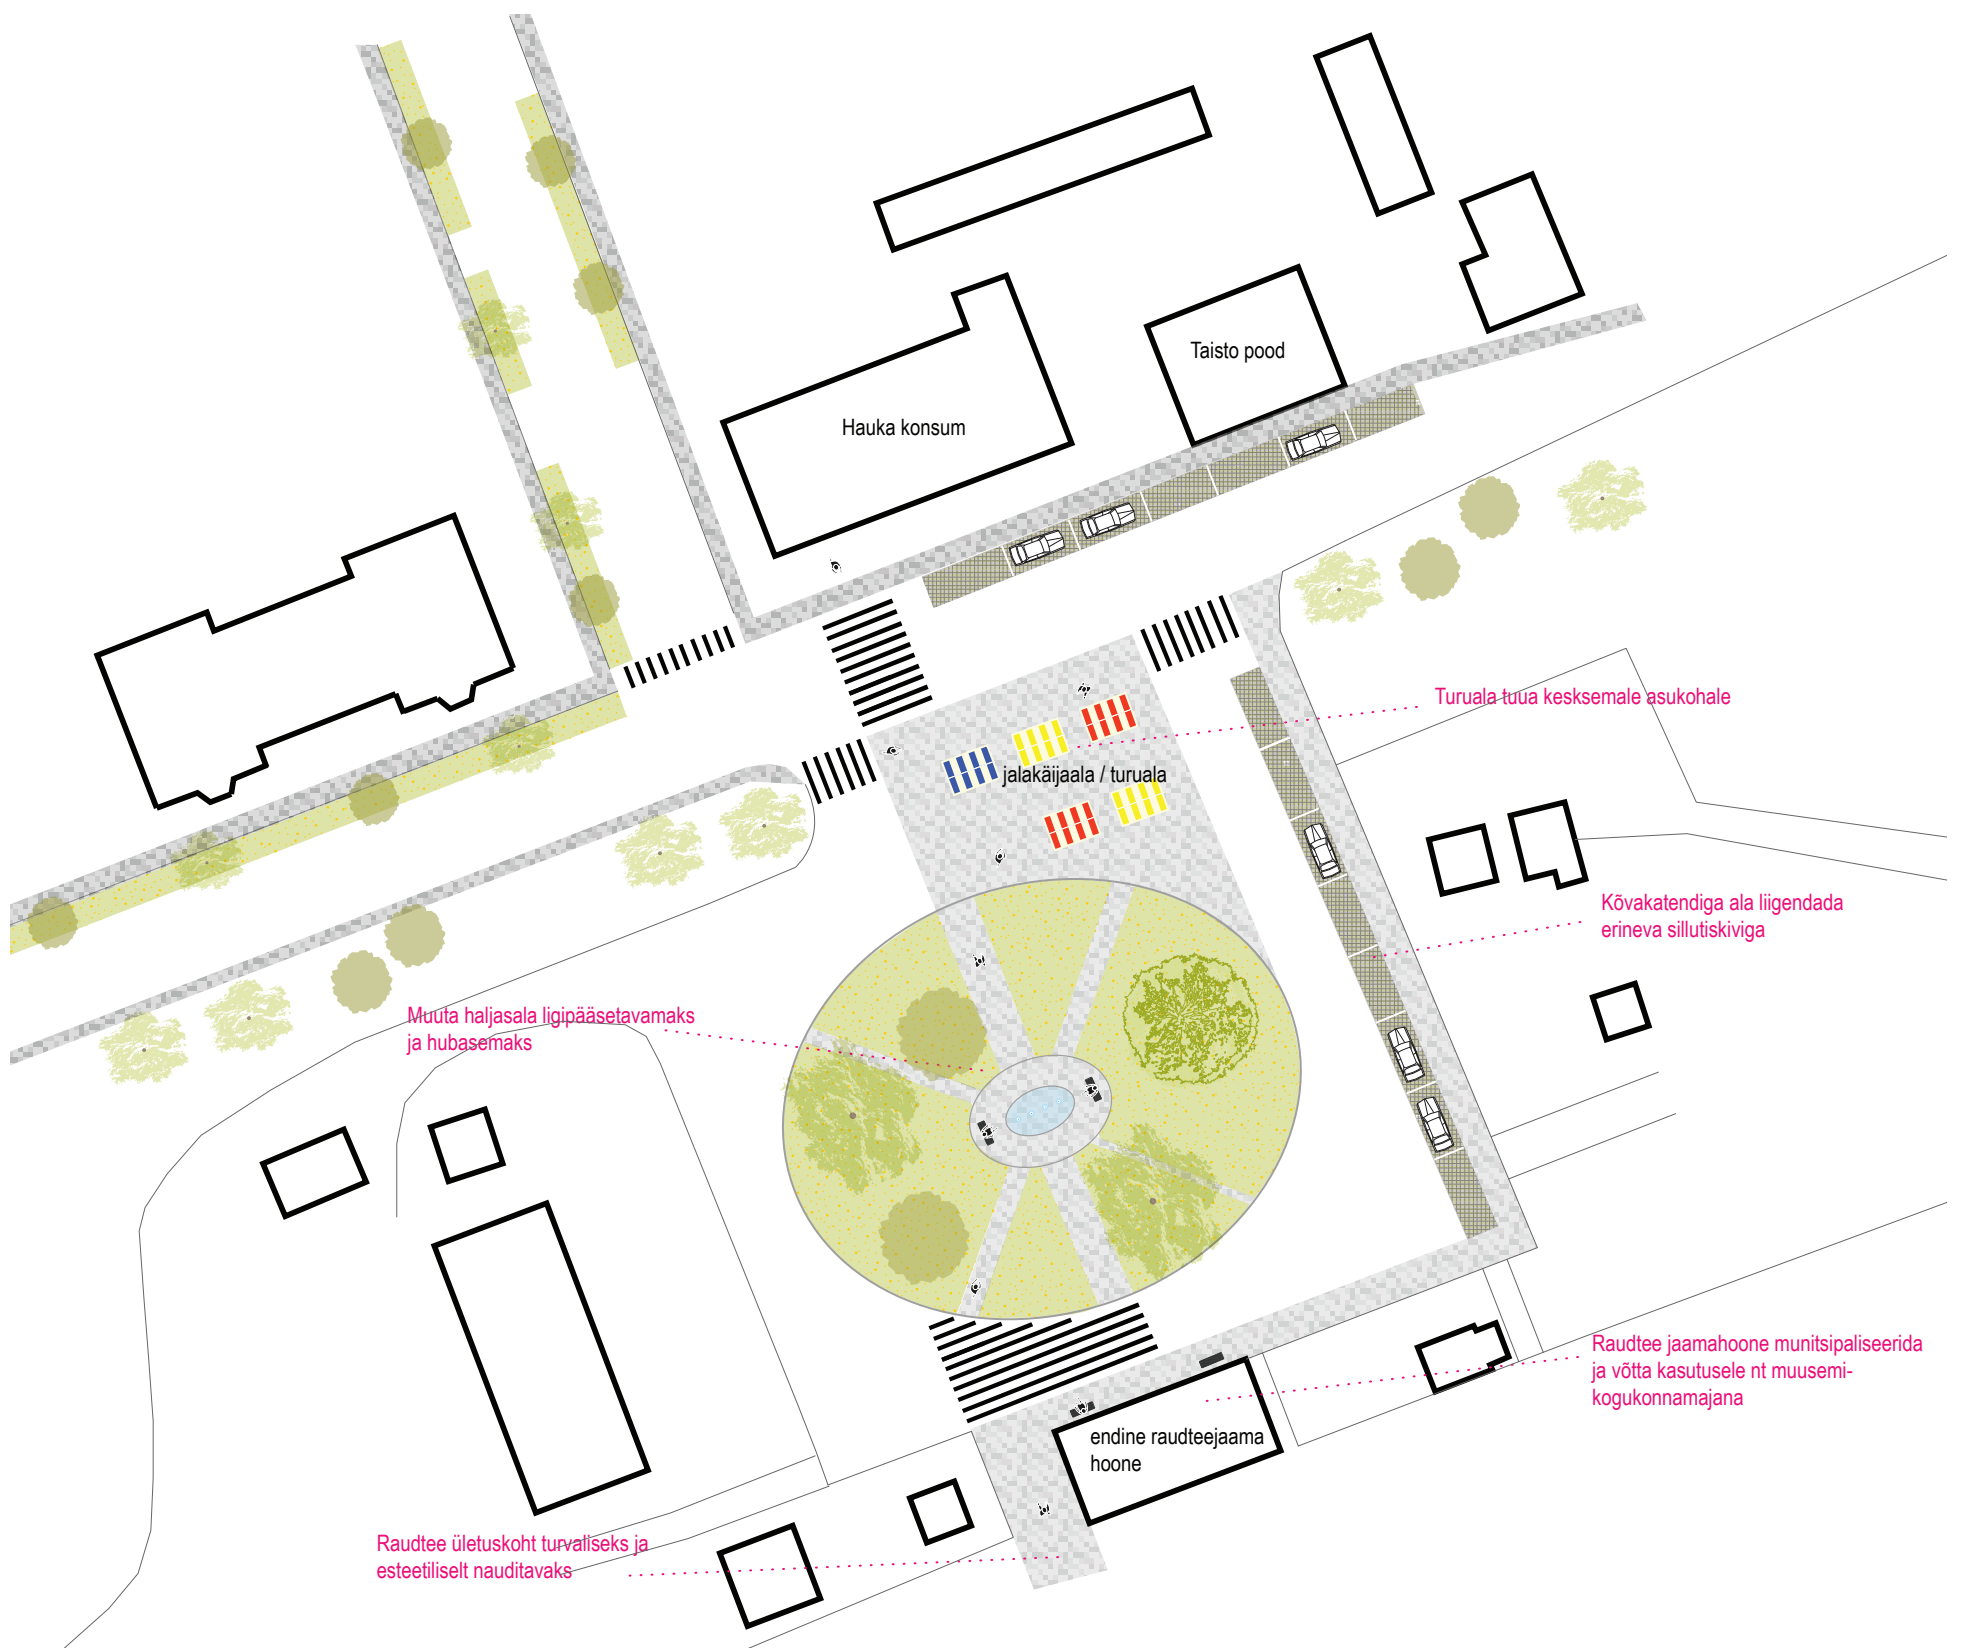 Taisto pood
Hauka konsum
Turuala tuua kesksemale asukohale
jalakäijaala / turuala
Kõvakatendiga ala liigendada
erineva sillutiskiviga
Muuta haljasala ligipääsetavamaks
ja hubasemaks
Raudtee jaamahoone munitsipaliseerida
ja võtta kasutusele nt muusemi-
kogukonnamajana
endine raudteejaama
hoone
Raudtee ületuskoht turvaliseks ja
esteetiliselt nauditavaks